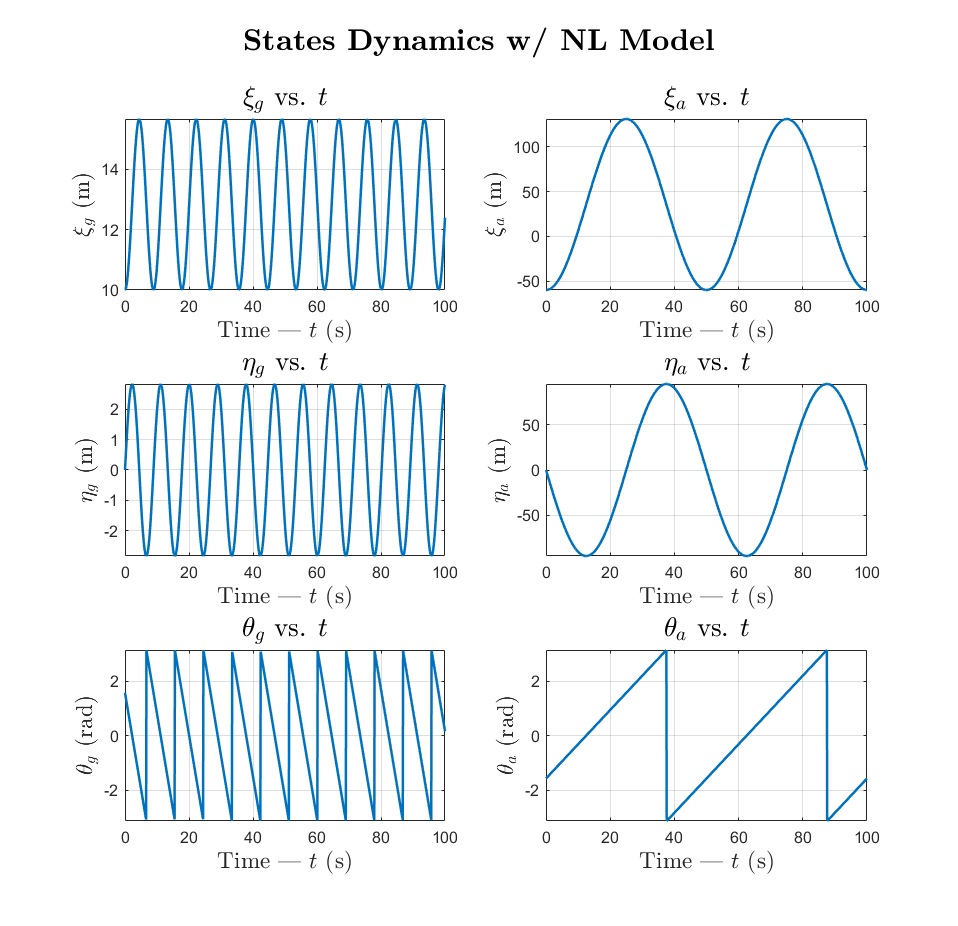 States Dynamics w/ NL Model
ξg vs. t
14
12
10
ξg (m)
0 20 40 60 80 100
Time — t (s)
ξa vs. t
100
50
0
-50
ξa (m)
0 20 40 60 80 100
Time — t (s)
ηg vs. t
2
1
0
-1
-2
ηg (m)
0 20 40 60 80 100
Time — t (s)
ηa vs. t
50
0
-50
ηa (m)
0 20 40 60 80 100
Time — t (s)
θg vs. t
2
0
-2
θg (rad)
0 20 40 60 80 100
Time — t (s)
θa vs. t
2
0
-2
θa (rad)
0 20 40 60 80 100
Time — t (s)